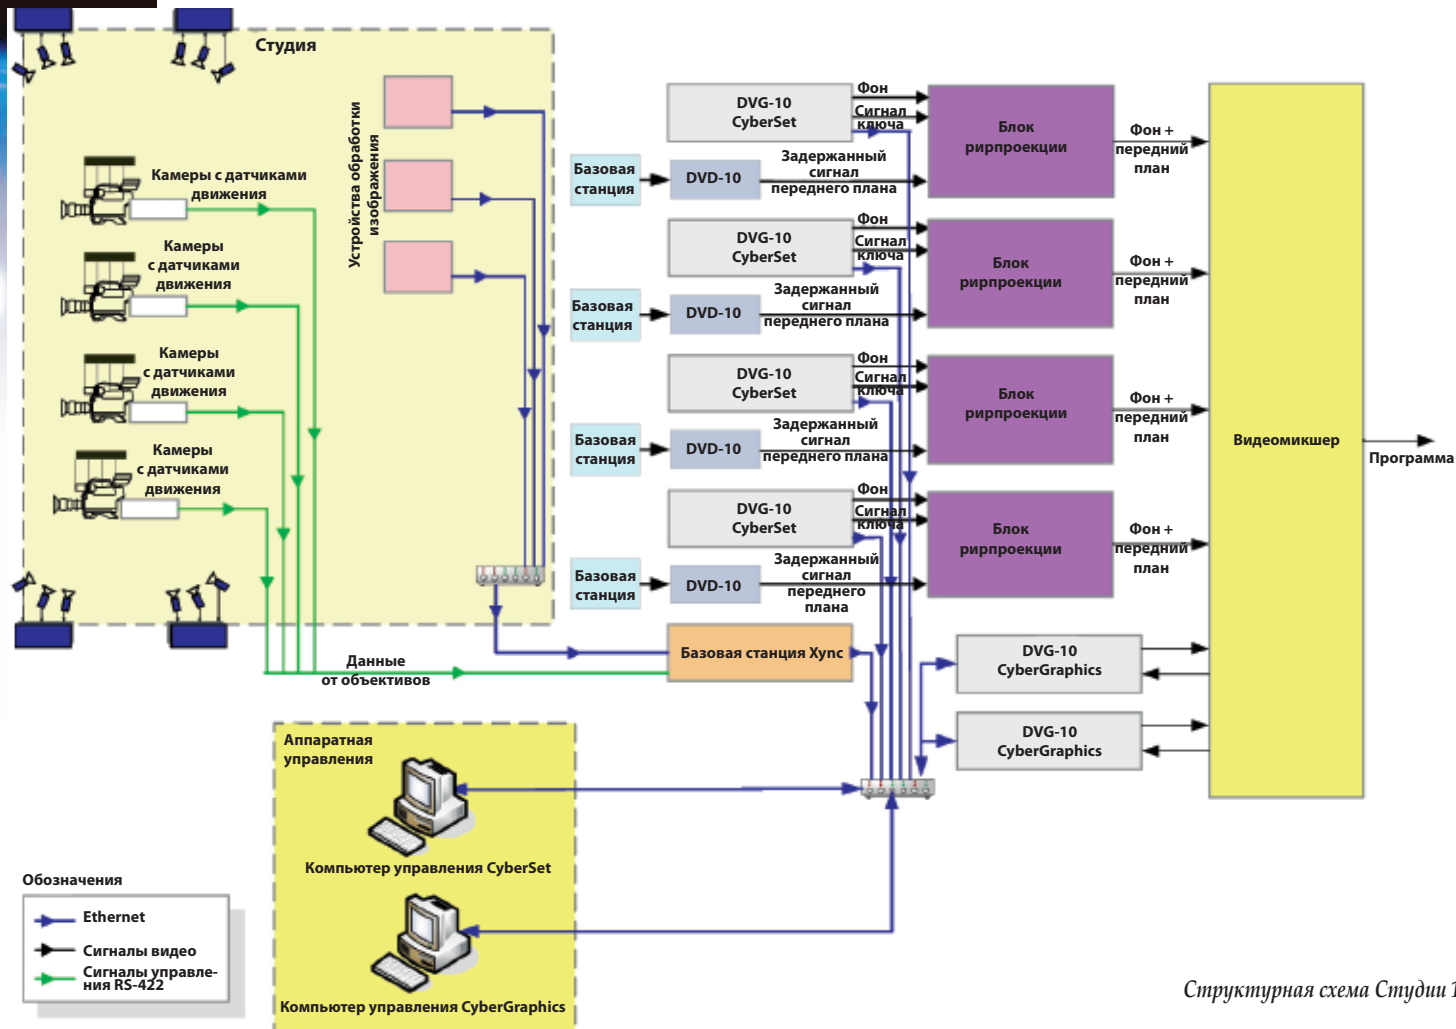 Студия
Устройства обработки
изображения
Камеры с датчиками
движения
Камеры
с датчиками
движения
Камеры
с датчиками
движения
Камеры
с датчиками
движения
Данные
от объективов
DVG-10
CyberSet
Фон
Сигнал
ключа
Базовая
станция
DVD-10
Задержанный
сигнал
переднего плана
Блок
рирпроекции
Фон +
передний
план
DVG-10
CyberSet
Фон
Сигнал
ключа
Базовая
станция
DVD-10
Задержанный
сигнал
переднего плана
Блок
рирпроекции
Фон +
передний
план
DVG-10
CyberSet
Фон
Сигнал
ключа
Базовая
станция
DVD-10
Задержанный
сигнал
переднего плана
Блок
рирпроекции
Фон +
передний
план
DVG-10
CyberSet
Фон
Сигнал
ключа
Базовая
станция
DVD-10
Задержанный
сигнал
переднего
плана
Блок
рирпроекции
Фон +
передний
план
Видеомикшер
Программа
Базовая станция Xync
DVG-10
CyberGraphics
DVG-10
CyberGraphics
Аппаратная
управления
Компьютер управления CyberSet
Компьютер управления CyberGraphics
Обозначения
Ethernet
Сигналы видео
Сигналы управле-
ния RS-422
Структурная схема Студии 1